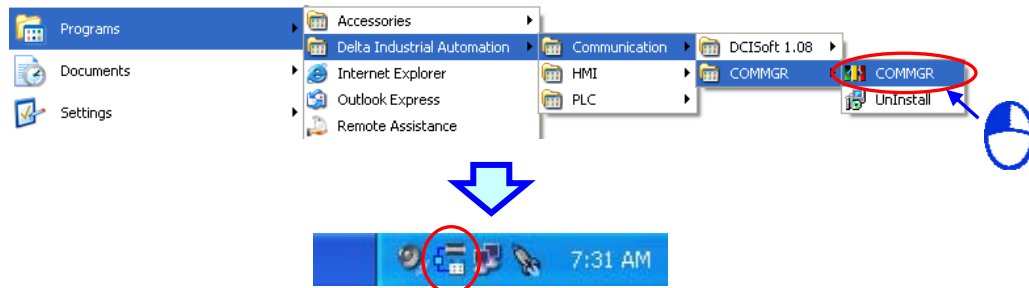 Programs
Documents
Settings
Accessories
Delta Industrial Automation
Internet Explorer
Outlook Express
Remote Assistance
Communication
HMI
PLC
DCISoft 1.08
COMMGR
COMMGR
UnInstall
7:31 AM